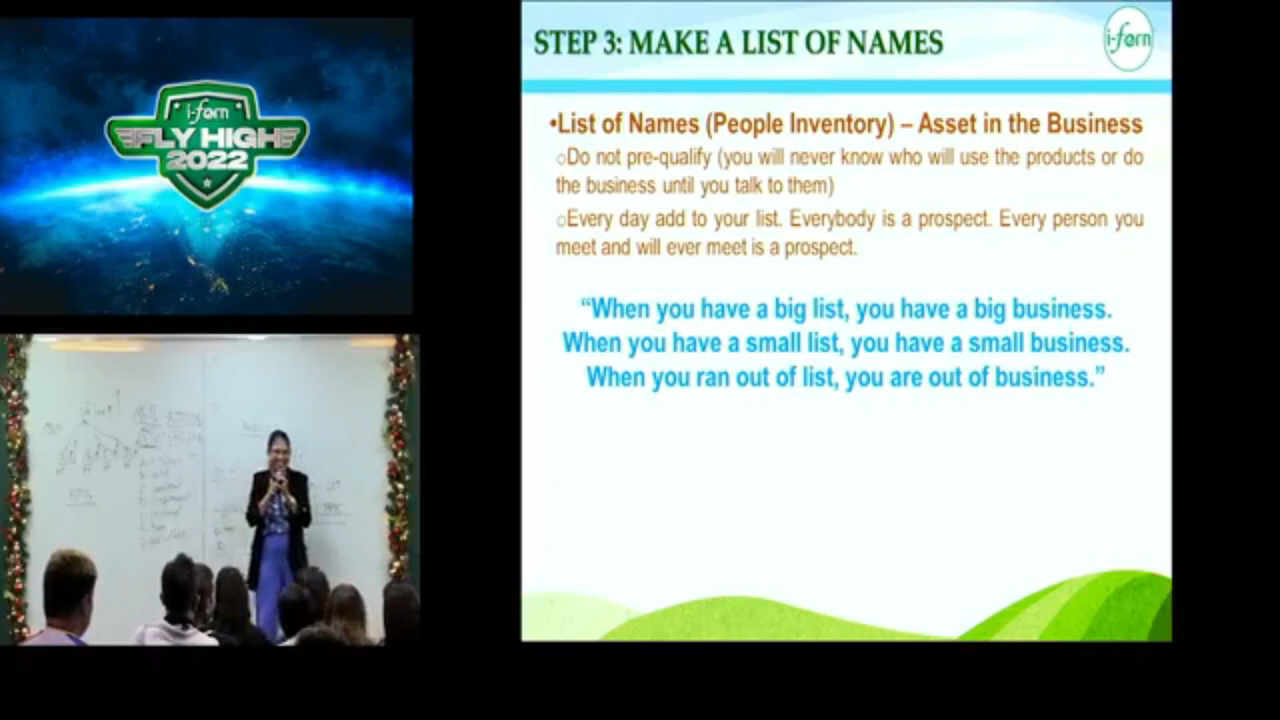 i-fern
FLY HIGH
2022
STEP 3: MAKE A LIST OF NAMES
i-fern
•List of Names (People Inventory) – Asset in the Business
○Do not pre-qualify (you will never know who will use the products or do
the business until you talk to them)
○Every day add to your list. Everybody is a prospect. Every person you
meet and will ever meet is a prospect.
“When you have a big list, you have a big business.
When you have a small list, you have a small business.
When you ran out of list, you are out of business.”